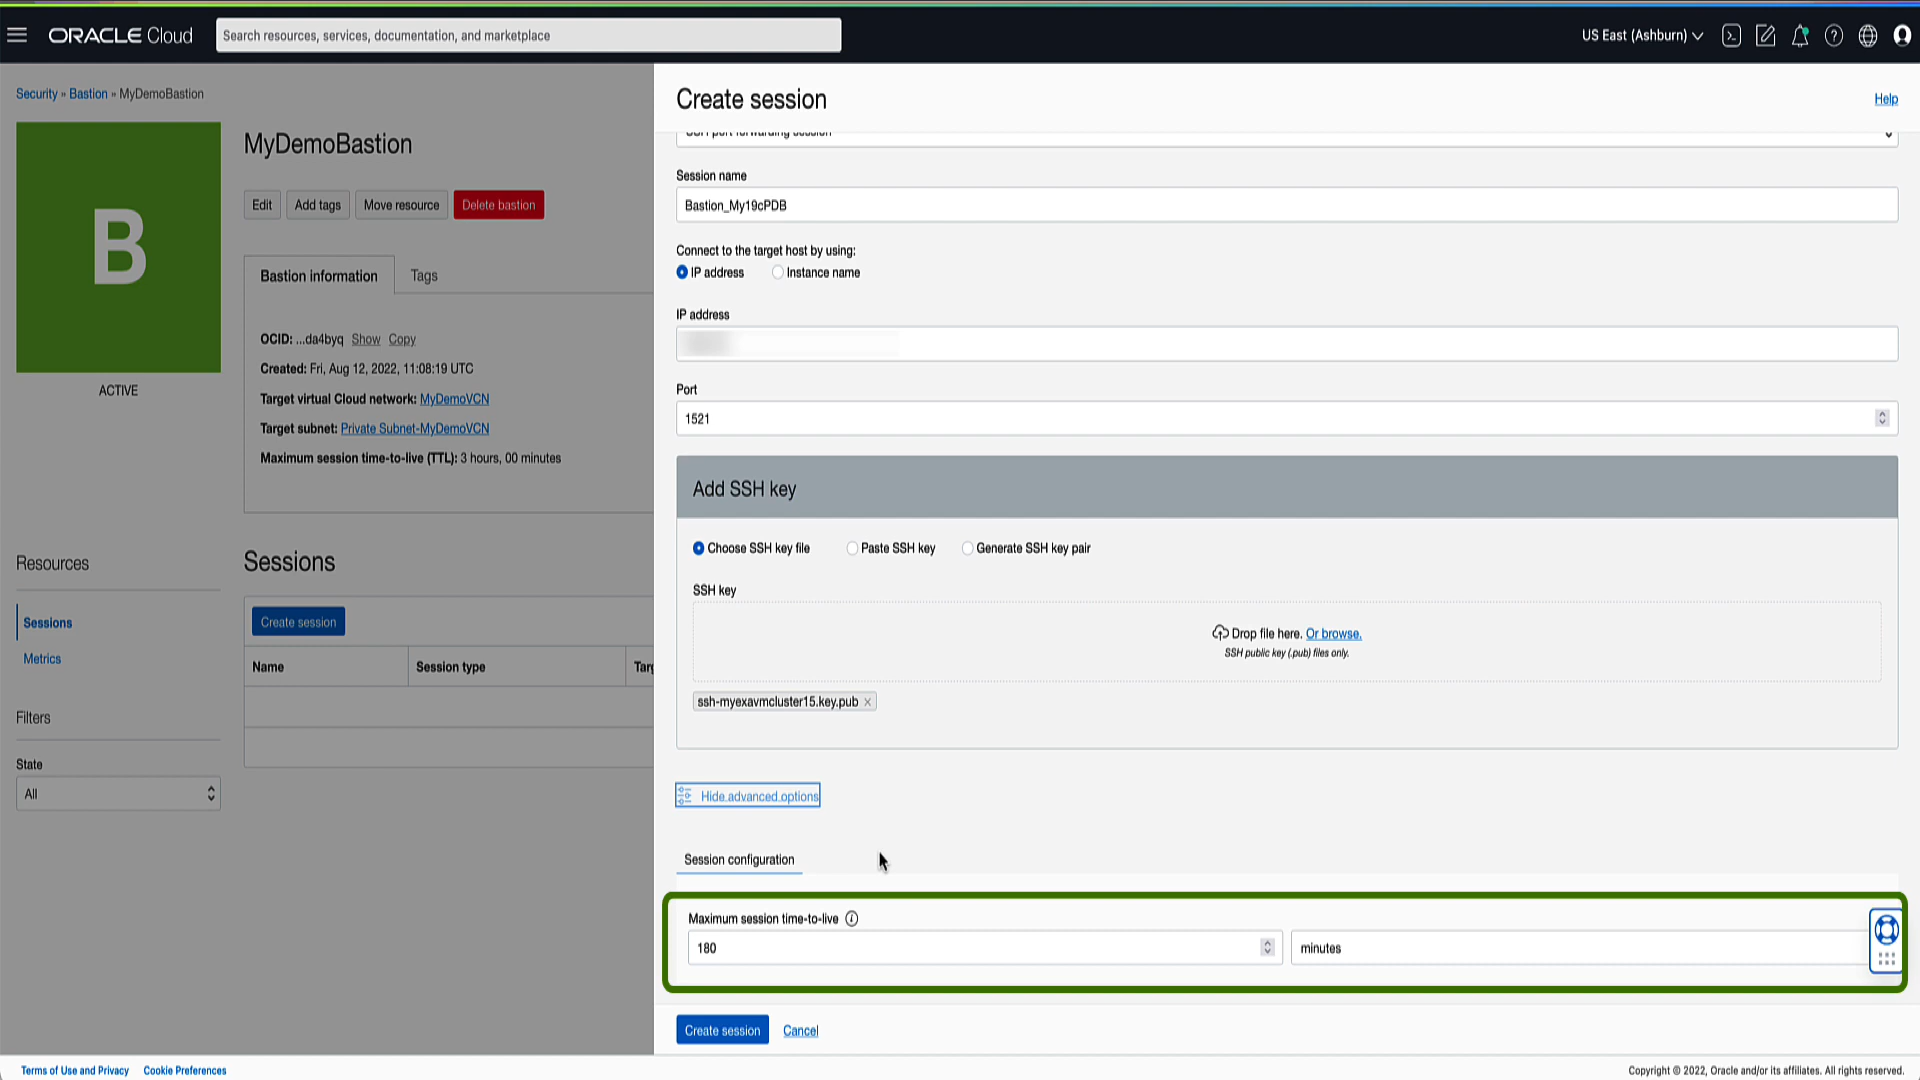 ORACLE Cloud
Search resources, services, documentation, and marketplace
US East (Ashburn)
Security » Bastion » MyDemoBastion
B
ACTIVE
MyDemoBastion
Edit
Add tags
Move resource
Delete bastion
Bastion information
Tags
OCID: ...da4byq Show Copy
Created: Fri, Aug 12, 2022, 11:08:19 UTC
Target virtual Cloud network: MyDemoVCN
Target subnet: Private Subnet-MyDemoVCN
Maximum session time-to-live (TTL): 3 hours, 00 minutes
Resources
Sessions
Metrics
Filters
State
All
Sessions
Create session
Name
Session type
Targ
Create session
Help
SSH port forwarding session
Session name
Bastion_My19cPDB
Connect to the target host by using:
IP address
Instance name
IP address
Port
1521
Add SSH key
Choose SSH key file
Paste SSH key
Generate SSH key pair
SSH key
Drop file here. Or browse.
SSH public key (.pub) files only.
ssh-myexavmcluster15.key.pub ×
Hide advanced options
Session configuration
Maximum session time-to-live
180
minutes
Create session
Cancel
Terms of Use and Privacy
Cookie Preferences
Copyright © 2022, Oracle and/or its affiliates. All rights reserved.